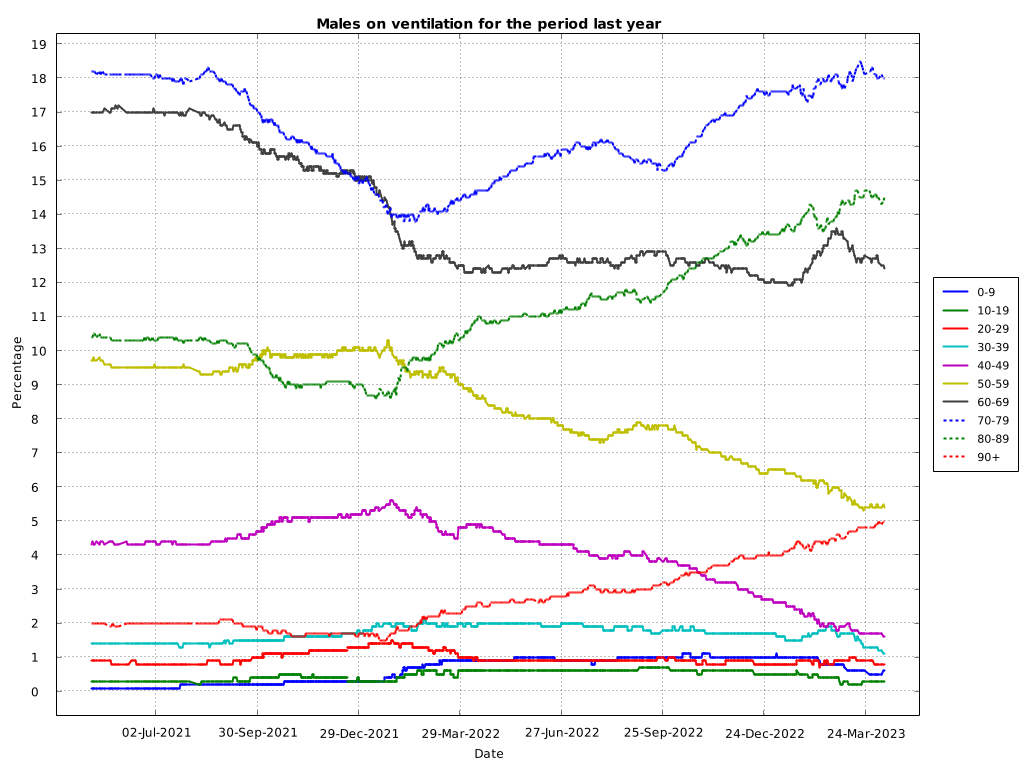 Males on ventilation for the period last year
19
18
17
16
15
14
13
12
11
10
9
8
7
6
5
4
3
2
1
0
Percentage
02-Jul-2021
30-Sep-2021
29-Dec-2021
29-Mar-2022
27-Jun-2022
25-Sep-2022
24-Dec-2022
24-Mar-2023
Date
0-9
10-19
20-29
30-39
40-49
50-59
60-69
70-79
80-89
90+